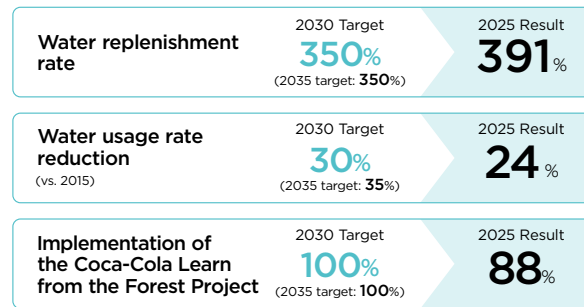 Water replenishment
rate
2030 Target
350%
(2035 target: 350%)
2025 Result
391%
Water usage rate
reduction
(vs. 2015)
2030 Target
30%
(2035 target: 35%)
2025 Result
24 %
Implementation of
the Coca-Cola Learn
from the Forest Project
2030 Target
100%
(2035 target: 100%)
2025 Result
88%